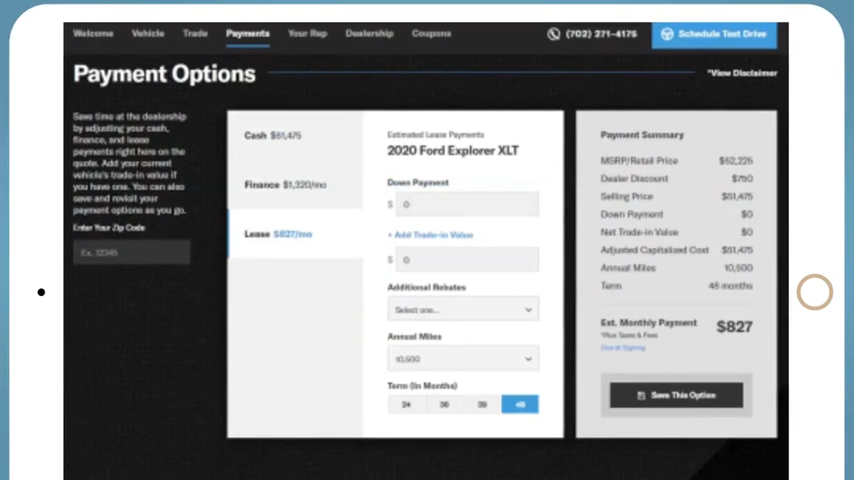 Welcome Vehicle Trade Payments Your Rep Dealership Coupons (702) 271-4175 Schedule Test Drive
Payment Options
*View Disclaimer
Save time at the dealership
by adjusting your cash,
finance, and lease
payments right here on the
quote. Add your current
vehicle's trade-in value if
you have one. You can also
save and revisit your
payment options as you go.
Enter Your Zip Code
Ex. 12345
Cash $51,475
Finance $1,320/mo
Lease $827/mo
Estimated Lease Payments
2020 Ford Explorer XLT
Down Payment
$ 0
+ Add Trade-in Value
$ 0
Additional Rebates
Select one...
Annual Miles
10,500
Term (In Months)
24 36 39 48
Payment Summary
MSRP/Retail Price $52,225
Dealer Discount $750
Selling Price $51,475
Down Payment $0
Net Trade-in Value $0
Adjusted Capitalized Cost $51,475
Annual Miles 10,500
Term 48 months
Est. Monthly Payment $827
*Plus Taxes & Fees
Due at Signing
Save This Option